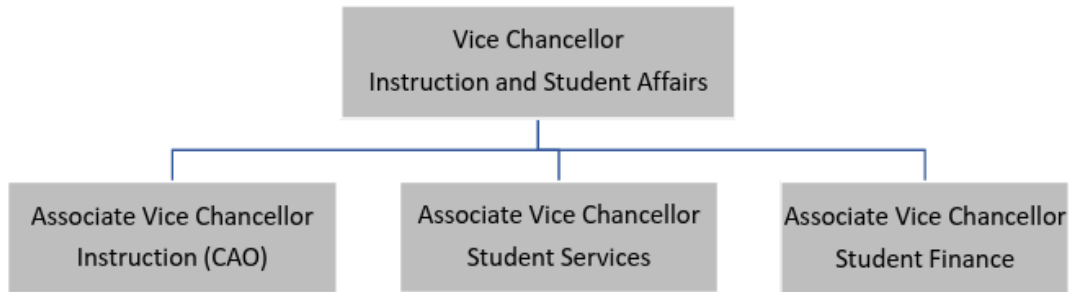 Vice Chancellor
Instruction and Student Affairs
Associate Vice Chancellor
Instruction (CAO)
Associate Vice Chancellor
Student Services
Associate Vice Chancellor
Student Finance